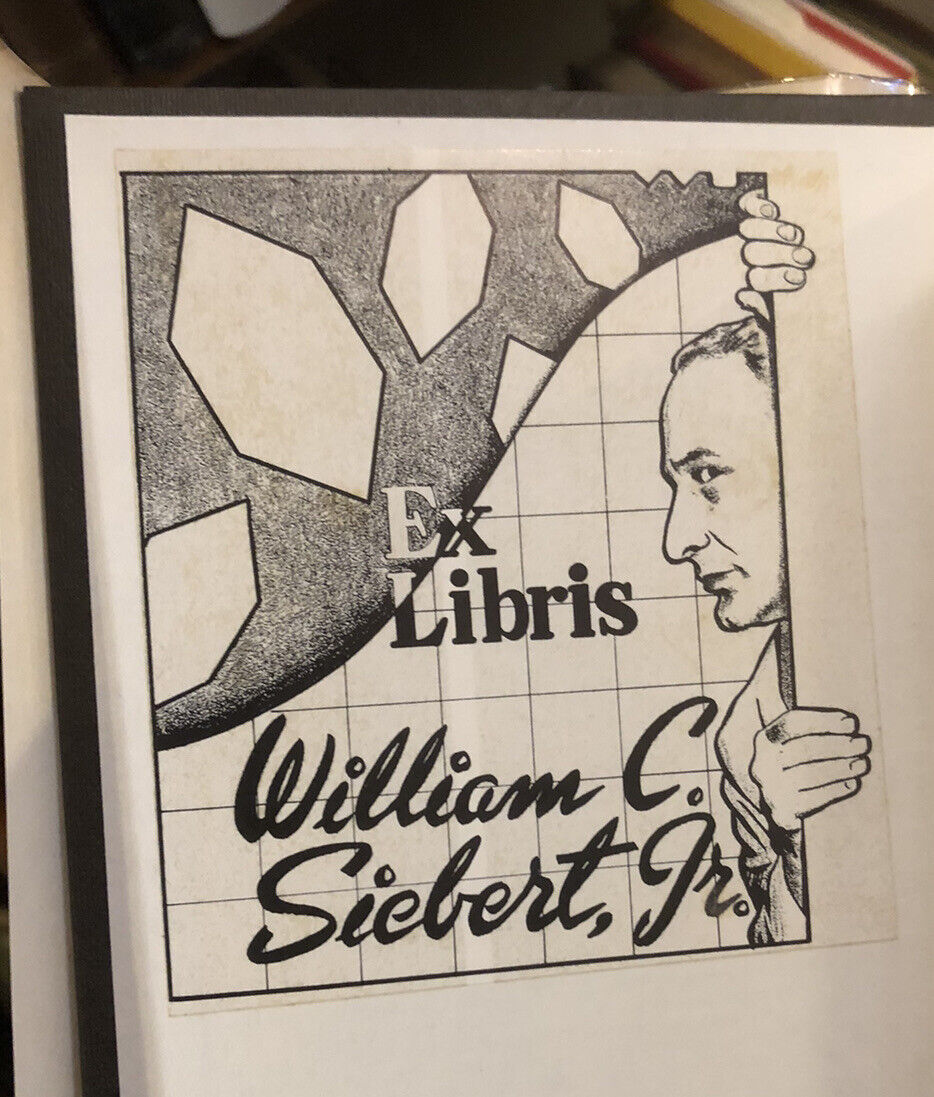 Ex
Libris
William C.
Siebert, Jr.